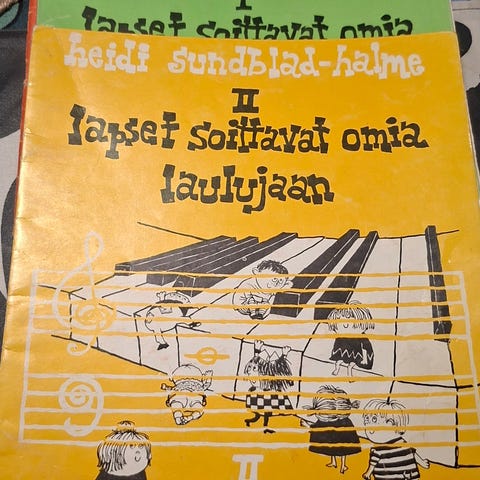 I
lapset soittavat omia
heidi sundblad-halme
II
lapset soittavat omia
laulujaan
II